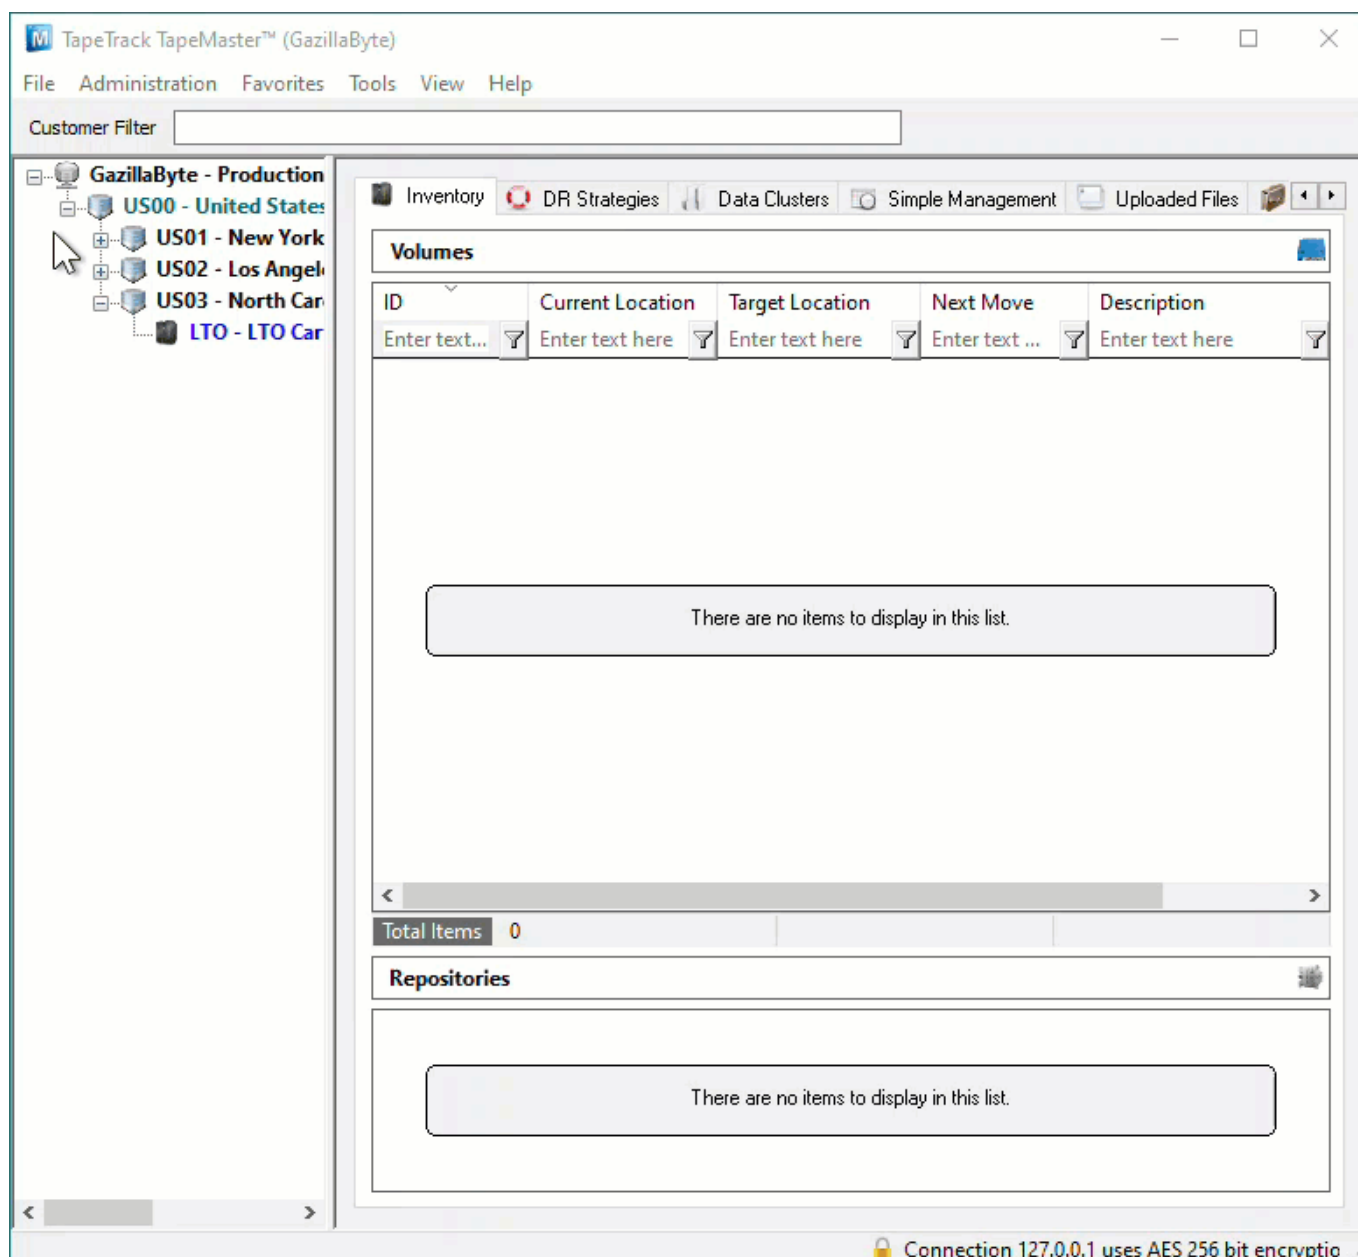 TapeTrack TapeMaster™ (GazillaByte)
File Administration Favorites Tools View Help
Customer Filter
GazillaByte - Production
US00 - United States
US01 - New York
US02 - Los Angel
US03 - North Car
LTO - LTO Car
Inventory DR Strategies Data Clusters Simple Management Uploaded Files
Volumes
ID Current Location Target Location Next Move Description
Enter text... Enter text here Enter text here Enter text ... Enter text here
There are no items to display in this list.
Total Items 0
Repositories
There are no items to display in this list.
Connection 127.0.0.1 uses AES 256 bit encryptio